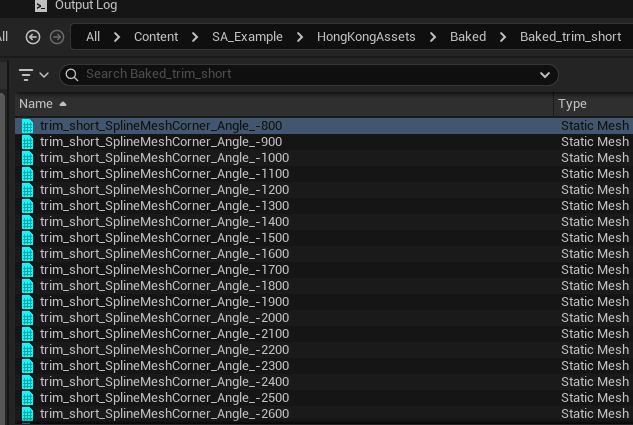 Output Log
All All > Content > SA_Example > HongKongAssets > Baked > Baked_trim_short
Search Baked_trim_short
Name Type
trim_short_SplineMeshCorner_Angle_-800 Static Mesh
trim_short_SplineMeshCorner_Angle_-900 Static Mesh
trim_short_SplineMeshCorner_Angle_-1000 Static Mesh
trim_short_SplineMeshCorner_Angle_-1100 Static Mesh
trim_short_SplineMeshCorner_Angle_-1200 Static Mesh
trim_short_SplineMeshCorner_Angle_-1300 Static Mesh
trim_short_SplineMeshCorner_Angle_-1400 Static Mesh
trim_short_SplineMeshCorner_Angle_-1500 Static Mesh
trim_short_SplineMeshCorner_Angle_-1600 Static Mesh
trim_short_SplineMeshCorner_Angle_-1700 Static Mesh
trim_short_SplineMeshCorner_Angle_-1800 Static Mesh
trim_short_SplineMeshCorner_Angle_-1900 Static Mesh
trim_short_SplineMeshCorner_Angle_-2000 Static Mesh
trim_short_SplineMeshCorner_Angle_-2100 Static Mesh
trim_short_SplineMeshCorner_Angle_-2200 Static Mesh
trim_short_SplineMeshCorner_Angle_-2300 Static Mesh
trim_short_SplineMeshCorner_Angle_-2400 Static Mesh
trim_short_SplineMeshCorner_Angle_-2500 Static Mesh
trim_short_SplineMeshCorner_Angle_-2600 Static Mesh